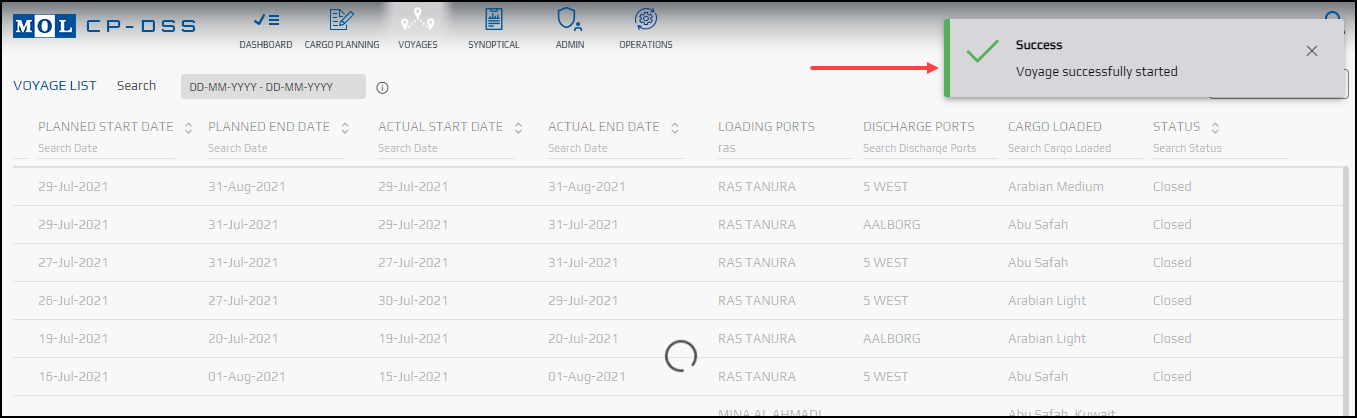 MOL CP-DSS
DASHBOARD CARGO PLANNING VOYAGES SYNOPTICAL ADMIN OPERATIONS
Success
Voyage successfully started
VOYAGE LIST Search DD-MM-YYYY - DD-MM-YYYY
PLANNED START DATE PLANNED END DATE ACTUAL START DATE ACTUAL END DATE LOADING PORTS DISCHARGE PORTS CARGO LOADED STATUS
Search Date Search Date Search Date Search Date ras Search Discharge Ports Search Cargo Loaded Search Status
29-Jul-2021 31-Aug-2021 29-Jul-2021 31-Aug-2021 RAS TANURA 5 WEST Arabian Medium Closed
29-Jul-2021 31-Jul-2021 29-Jul-2021 31-Jul-2021 RAS TANURA AALBORG Abu Safah Closed
27-Jul-2021 31-Jul-2021 27-Jul-2021 31-Jul-2021 RAS TANURA 5 WEST Abu Safah Closed
26-Jul-2021 27-Jul-2021 30-Jul-2021 29-Jul-2021 RAS TANURA 5 WEST Arabian Light Closed
19-Jul-2021 20-Jul-2021 19-Jul-2021 20-Jul-2021 RAS TANURA AALBORG Arabian Light Closed
16-Jul-2021 01-Aug-2021 15-Jul-2021 01-Aug-2021 RAS TANURA 5 WEST Abu Safah Closed
MINA AL AHMADI Abu Safah, Kuwait